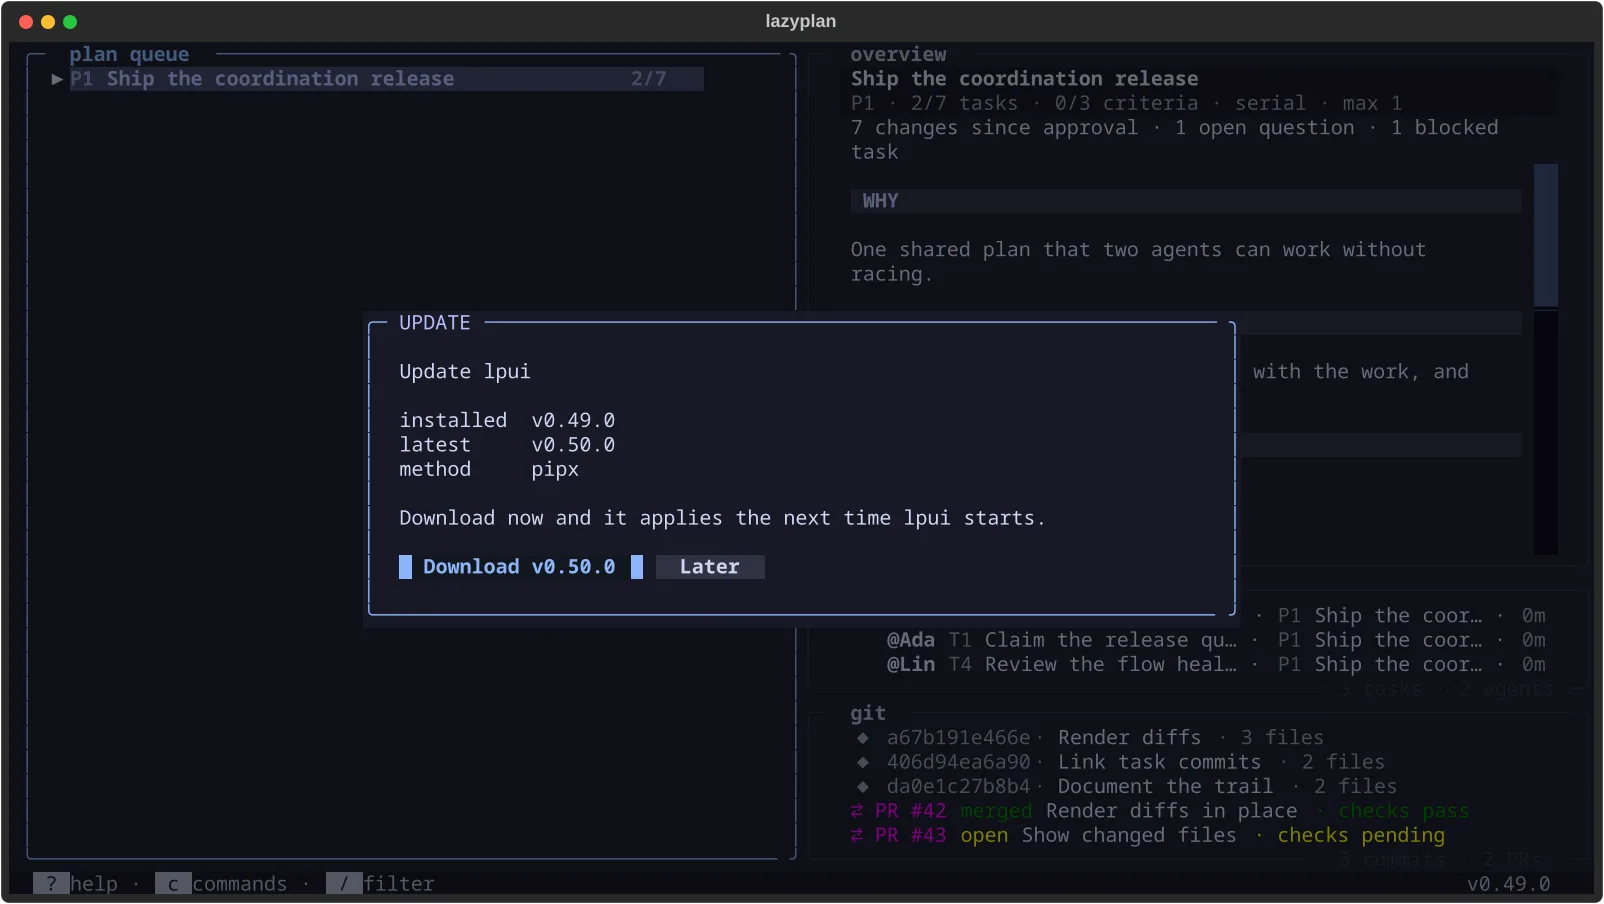 lazyplan
plan queue
▶ P1 Ship the coordination release 2/7
overview
Ship the coordination release
P1 · 2/7 tasks · 0/3 criteria · serial · max 1
7 changes since approval · 1 open question · 1 blocked
task
WHY
One shared plan that two agents can work without
racing.
with the work, and
UPDATE
Update lpui
installed v0.49.0
latest v0.50.0
method pipx
Download now and it applies the next time lpui starts.
Download v0.50.0 Later
· P1 Ship the coor… · 0m
@Ada T1 Claim the release qu… · P1 Ship the coor… · 0m
@Lin T4 Review the flow heal… · P1 Ship the coor… · 0m
3 tasks · 2 agents
git
◆ a67b191e466e · Render diffs · 3 files
◆ 406d94ea6a90 · Link task commits · 2 files
◆ da0e1c27b8b4 · Document the trail · 2 files
⇄ PR #42 merged Render diffs in place · checks pass
⇄ PR #43 open Show changed files · checks pending
3 commits · 2 PRs
? help · c commands · / filter
v0.49.0